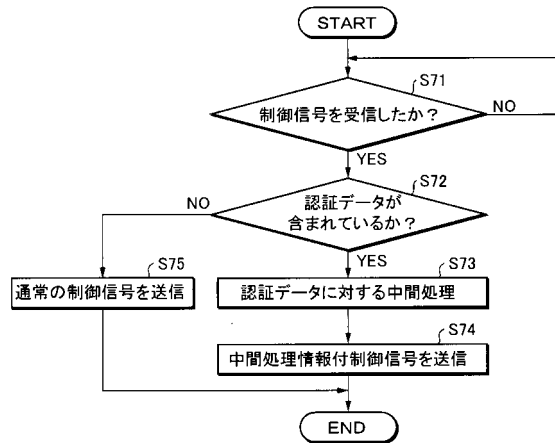 START
S71
制御信号を受信したか？
NO
YES
S72
認証データが
含まれているか？
NO
YES
S75
通常の制御信号を送信
S73
認証データに対する中間処理
S74
中間処理情報付制御信号を送信
END